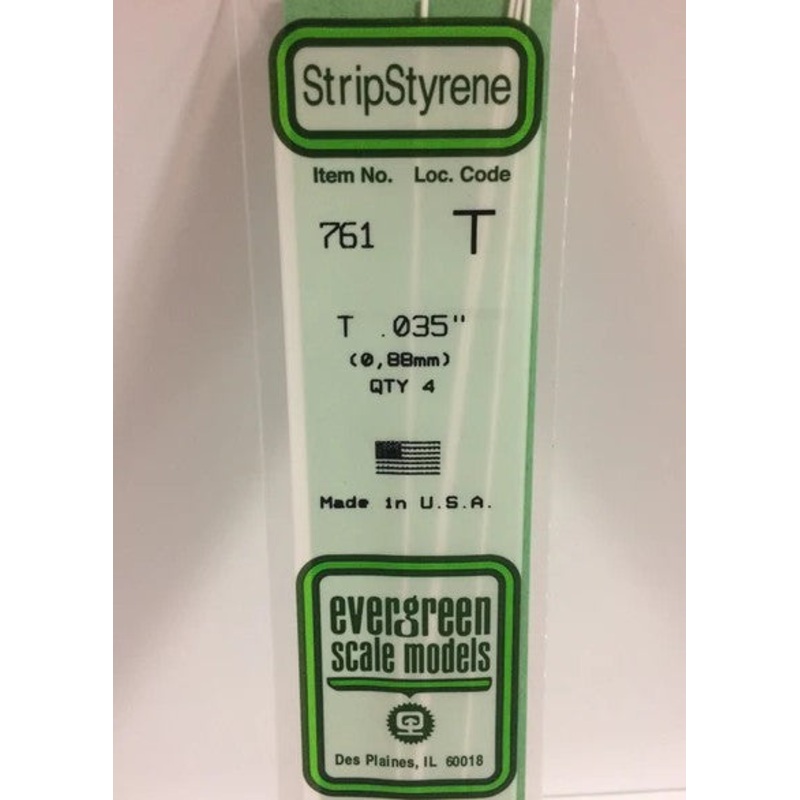 StripStyrene
Item No. Loc. Code
761 T
T .035"
(0,88mm)
QTY 4
Made in U.S.A.
evergreen
scale models
Des Plaines, IL 60018